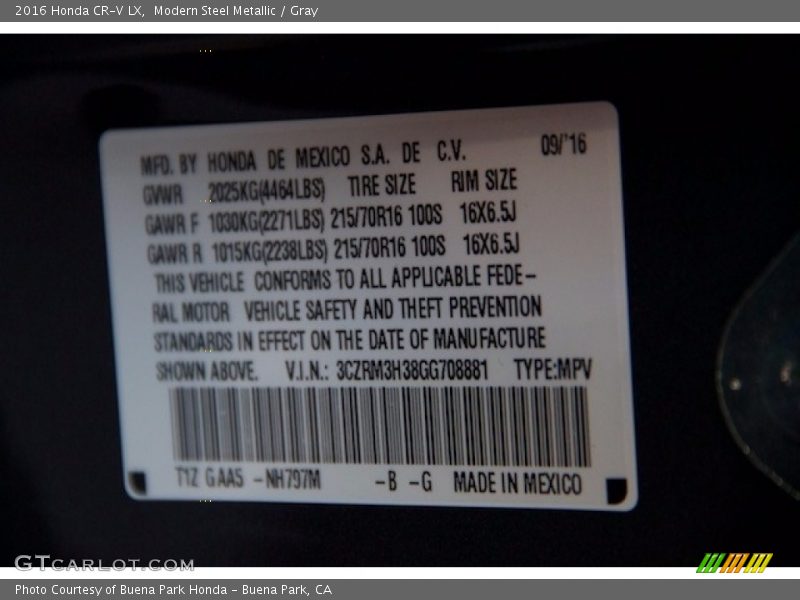 2016 Honda CR-V LX,  Modern Steel Metallic / Gray
MFD. BY HONDA DE MEXICO S.A. DE C.V. 09/'16
GVWR 2025KG(4464LBS) TIRE SIZE RIM SIZE
GAWR F 1030KG(2271LBS) 215/70R16 100S 16X6.5J
GAWR R 1015KG(2238LBS) 215/70R16 100S 16X6.5J
THIS VEHICLE CONFORMS TO ALL APPLICABLE FEDE-
RAL MOTOR VEHICLE SAFETY AND THEFT PREVENTION
STANDARDS IN EFFECT ON THE DATE OF MANUFACTURE
SHOWN ABOVE. V.I.N.: 3CZRM3H38GG708881 TYPE:MPV
T1Z GAA5 -NH797M -B -G MADE IN MEXICO
GTCARLOT.COM
Photo Courtesy of Buena Park Honda - Buena Park, CA